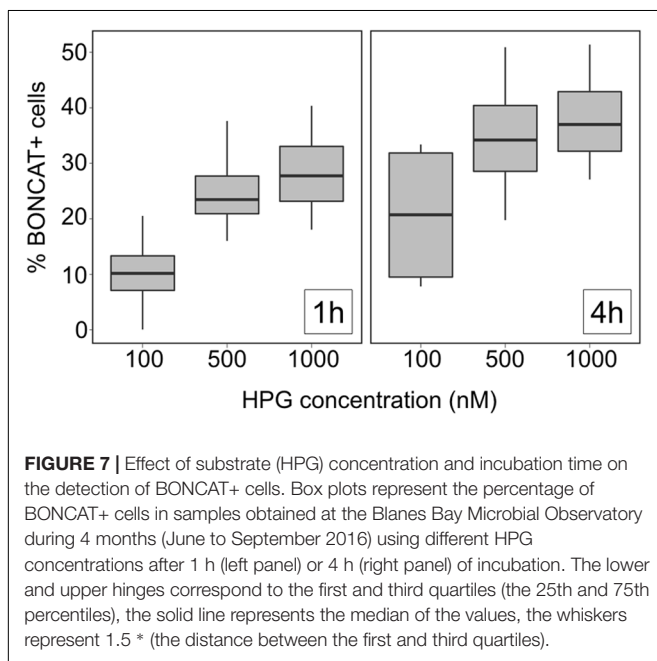 50
40
30
20
10
0
% BONCAT+ cells
1h
4h
100 500 1000 100 500 1000
HPG concentration (nM)
FIGURE 7 | Effect of substrate (HPG) concentration and incubation time on
the detection of BONCAT+ cells. Box plots represent the percentage of
BONCAT+ cells in samples obtained at the Blanes Bay Microbial Observatory
during 4 months (June to September 2016) using different HPG
concentrations after 1 h (left panel) or 4 h (right panel) of incubation. The lower
and upper hinges correspond to the first and third quartiles (the 25th and 75th
percentiles), the solid line represents the median of the values, the whiskers
represent 1.5 * (the distance between the first and third quartiles).